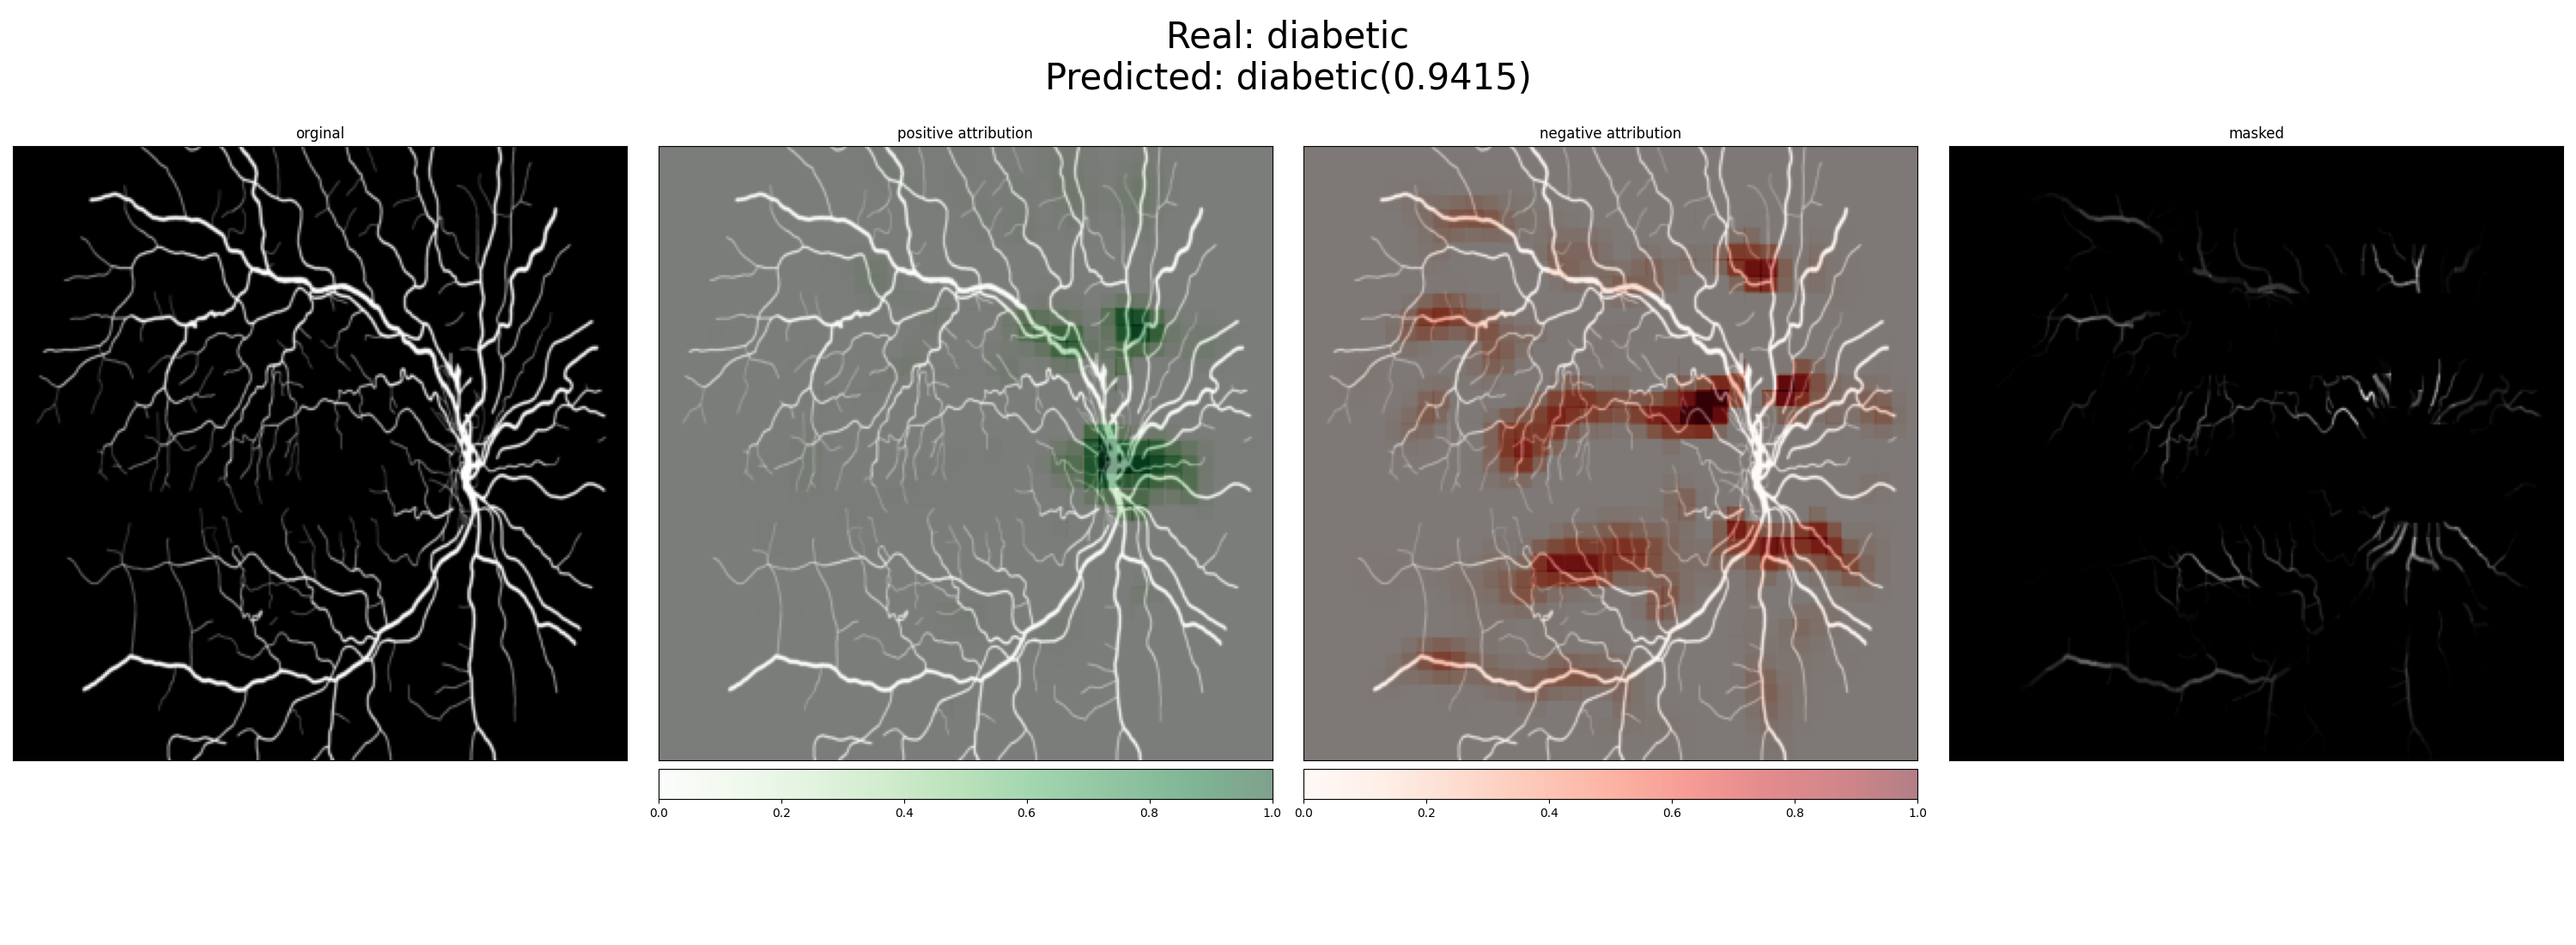 Real: diabetic
Predicted: diabetic(0.9415)
orginal
positive attribution
negative attribution
masked
0.0 0.2 0.4 0.6 0.8 1.0
0.0 0.2 0.4 0.6 0.8 1.0